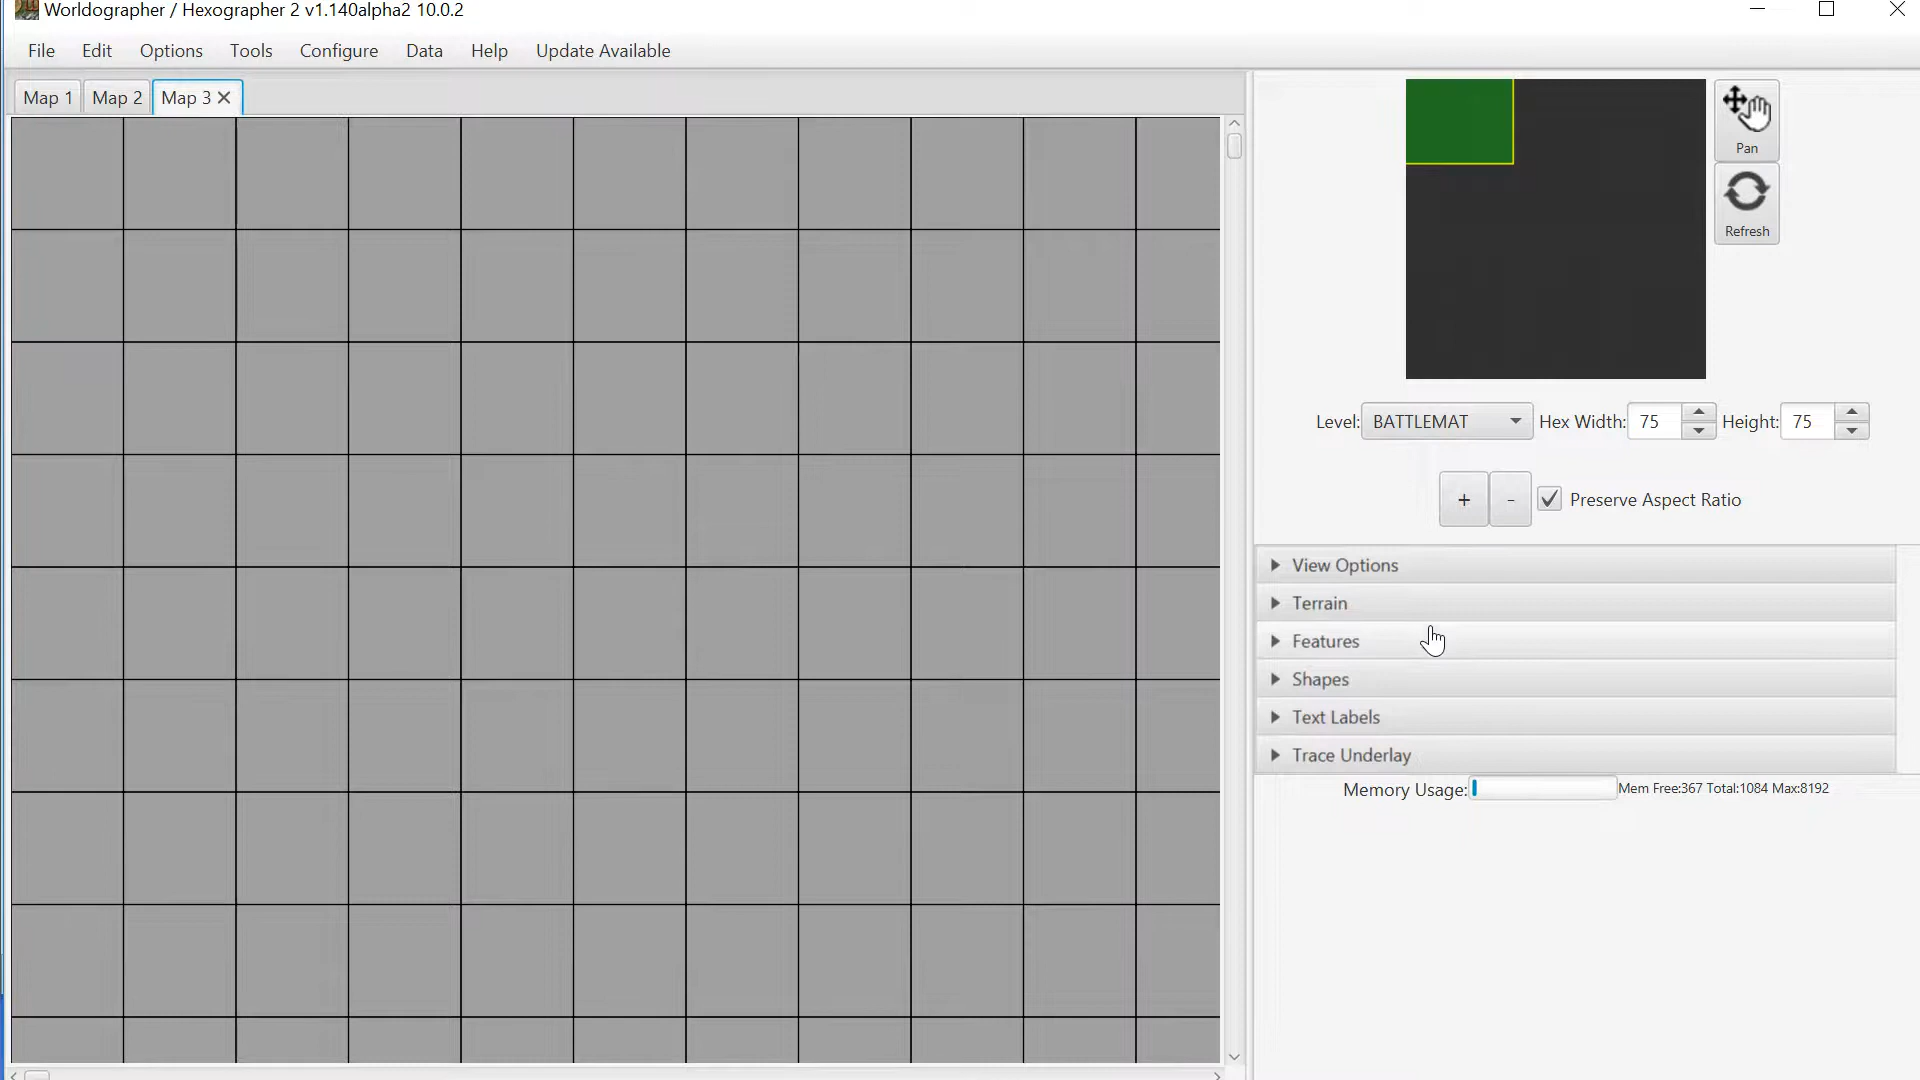 Worldographer / Hexographer 2 v1.140alpha2 10.0.2
File Edit Options Tools Configure Data Help Update Available
Map 1 Map 2 Map 3
Pan
Refresh
Level: BATTLEMAT Hex Width: 75 Height: 75
+ - Preserve Aspect Ratio
View Options
Terrain
Features
Shapes
Text Labels
Trace Underlay
Memory Usage: Mem Free:367 Total:1084 Max:8192